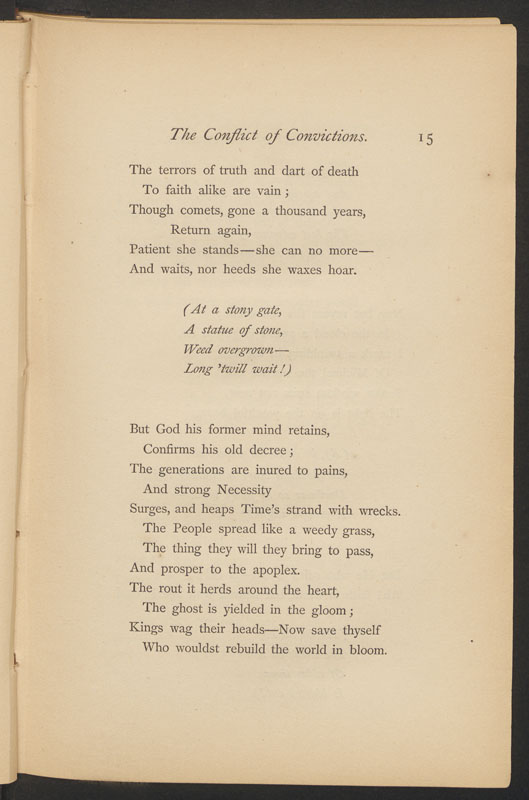 The Conflict of Convictions. 15
The terrors of truth and dart of death
To faith alike are vain ;
Though comets, gone a thousand years,
Return again,
Patient she stands—she can no more—
And waits, nor heeds she waxes hoar.
(At a stony gate,
A statue of stone,
Weed overgrown—
Long 'twill wait !)
But God his former mind retains,
Confirms his old decree ;
The generations are inured to pains,
And strong Necessity
Surges, and heaps Time's strand with wrecks.
The People spread like a weedy grass,
The thing they will they bring to pass,
And prosper to the apoplex.
The rout it herds around the heart,
The ghost is yielded in the gloom ;
Kings wag their heads—Now save thyself
Who wouldst rebuild the world in bloom.